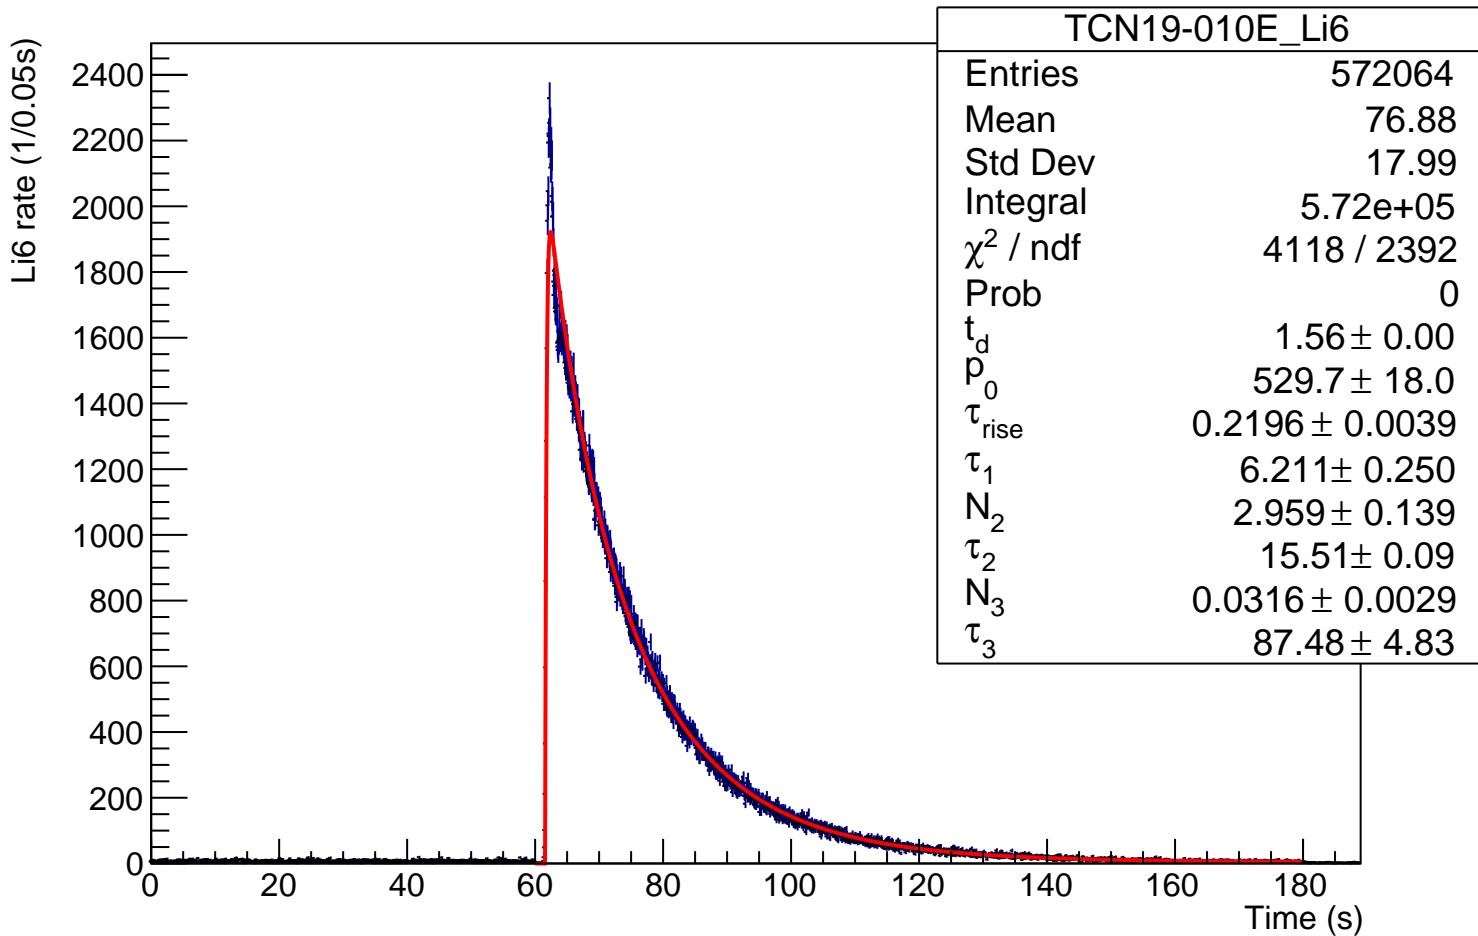 TCN19-010E_Li6
Entries 572064
Mean 76.88
Std Dev 17.99
Integral 5.72e+05
χ² / ndf 4118 / 2392
Prob 0
t_d 1.56 ± 0.00
p_0 529.7 ± 18.0
τ_rise 0.2196 ± 0.0039
τ_1 6.211 ± 0.250
N_2 2.959 ± 0.139
τ_2 15.51 ± 0.09
N_3 0.0316 ± 0.0029
τ_3 87.48 ± 4.83
Li6 rate (1/0.05s)
2400
2200
2000
1800
1600
1400
1200
1000
800
600
400
200
0
0 20 40 60 80 100 120 140 160 180
Time (s)